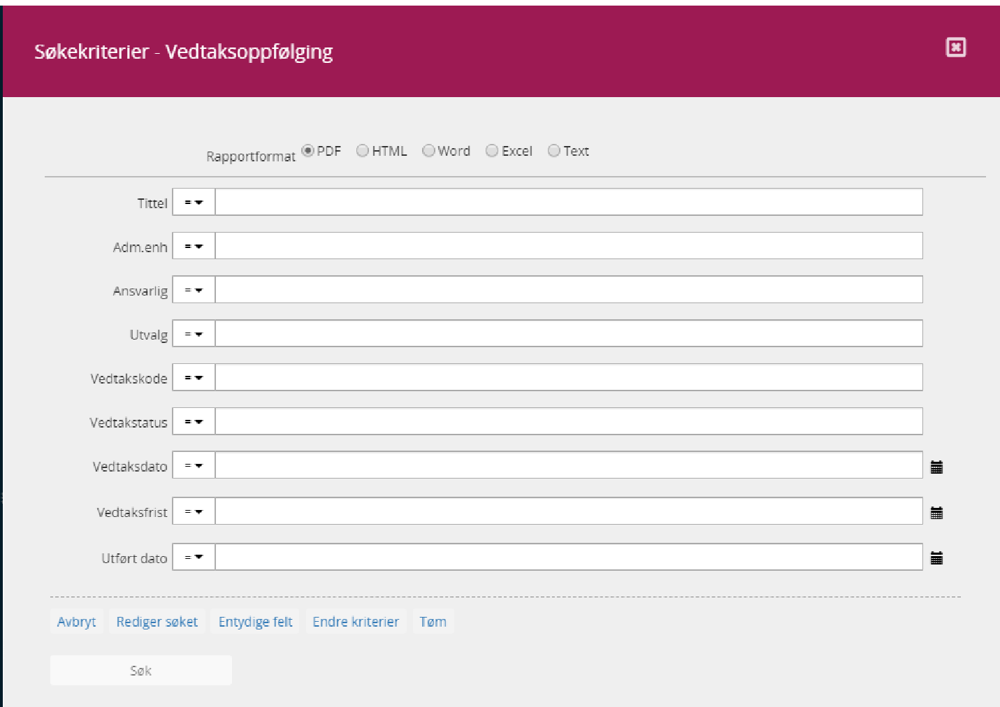 Søkekriterier - Vedtaksoppfølging
Rapportformat PDF HTML Word Excel Text
Tittel =
Adm.enh =
Ansvarlig =
Utvalg =
Vedtakskode =
Vedtakstatus =
Vedtaksdato =
Vedtaksfrist =
Utført dato =
Avbryt Rediger søket Entydige felt Endre kriterier Tøm
Søk